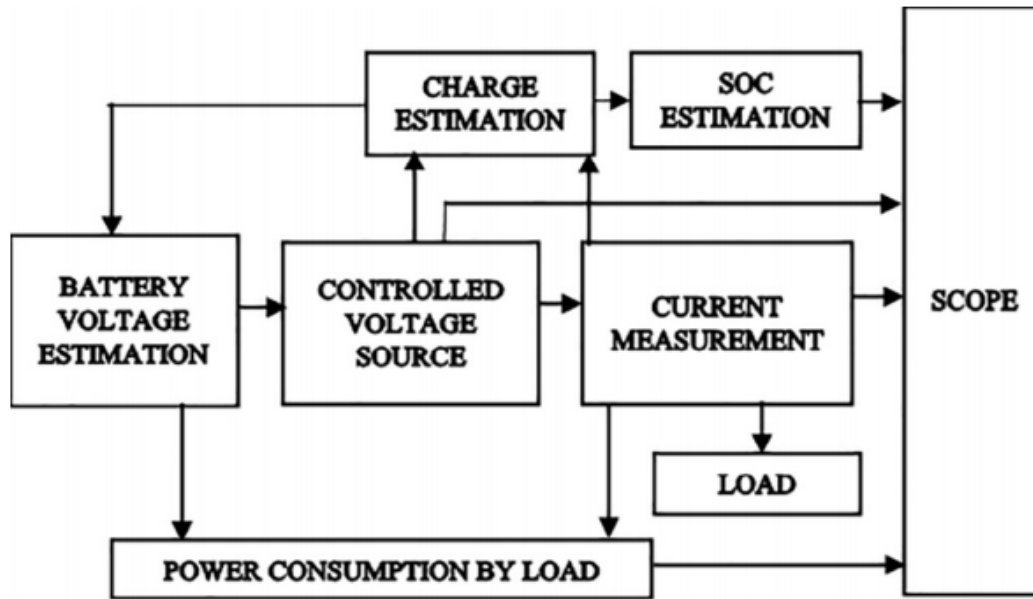 CHARGE
ESTIMATION
SOC
ESTIMATION
BATTERY
VOLTAGE
ESTIMATION
CONTROLLED
VOLTAGE
SOURCE
CURRENT
MEASUREMENT
SCOPE
LOAD
POWER CONSUMPTION BY LOAD